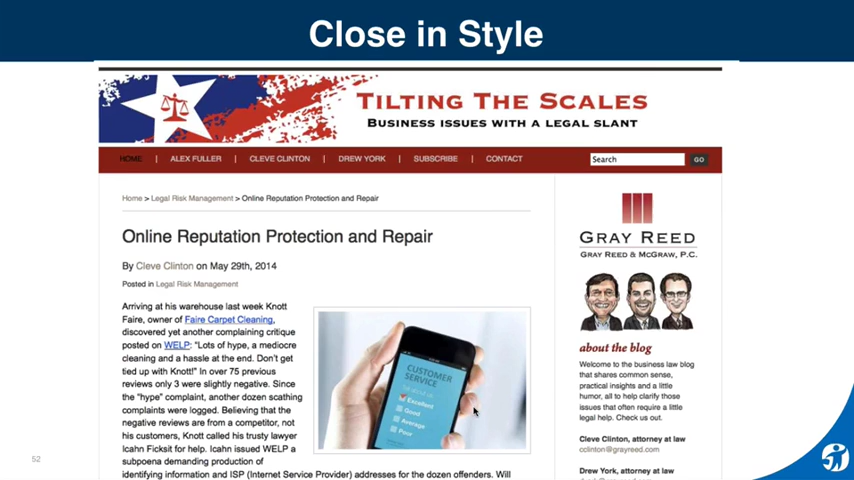 Close in Style
TILTING THE SCALES
BUSINESS ISSUES WITH A LEGAL SLANT
HOME | ALEX FULLER | CLEVE CLINTON | DREW YORK | SUBSCRIBE | CONTACT
Search GO
Home > Legal Risk Management > Online Reputation Protection and Repair
Online Reputation Protection and Repair
By Cleve Clinton on May 29th, 2014
Posted in Legal Risk Management
Arriving at his warehouse last week Knott
Faire, owner of Faire Carpet Cleaning,
discovered yet another complaining critique
posted on WELP: "Lots of hype, a mediocre
cleaning and a hassle at the end. Don't get
tied up with Knott!" In over 75 previous
reviews only 3 were slightly negative. Since
the "hype" complaint, another dozen scathing
complaints were logged. Believing that the
negative reviews are from a competitor, not
his customers, Knott called his trusty lawyer
Icahn Ficksit for help. Icahn issued WELP a
subpoena demanding production of
identifying information and ISP (Internet Service Provider) addresses for the dozen offenders. Will
CUSTOMER
SERVICE
Excellent
Good
Average
Poor
GRAY REED
GRAY REED & MCGRAW, P.C.
about the blog
Welcome to the business law blog
that shares common sense,
practical insights and a little
humor, all to help clarify those
issues that often require a little
legal help. Check us out.
Cleve Clinton, attorney at law
cclinton@grayreed.com
Drew York, attorney at law
52